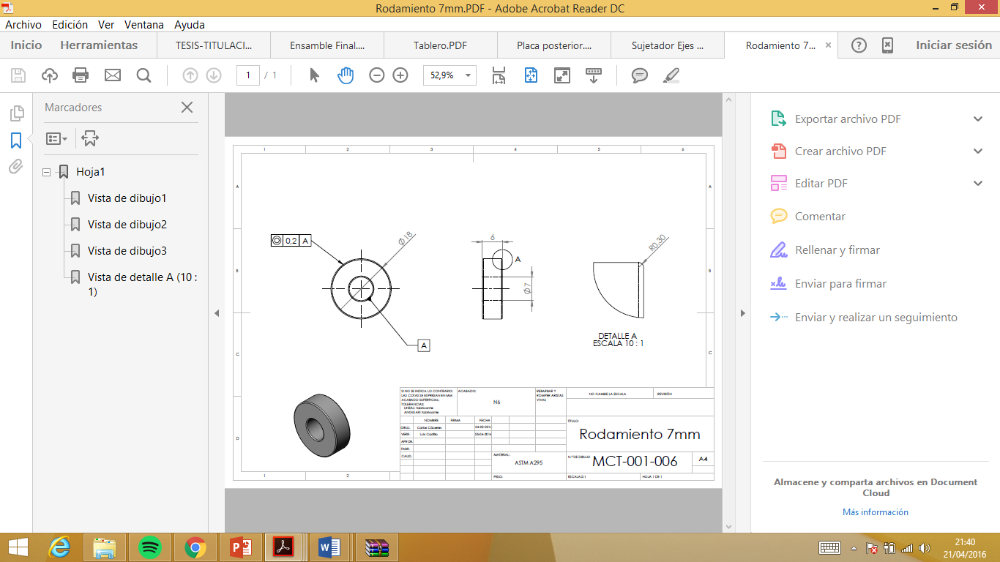 Rodamiento 7mm.PDF - Adobe Acrobat Reader DC
Archivo Edición Ver Ventana Ayuda
Inicio Herramientas TESIS-TITULACI... Ensamble Final.... Tablero.PDF Placa posterior.... Sujetador Ejes ... Rodamiento 7... × Iniciar sesión
1 / 1 52,9%
Marcadores
Hoja1
Vista de dibujo1
Vista de dibujo2
Vista de dibujo3
Vista de detalle A (10 :
1)
1 2 3 4 5 6
A A
B B
C C
D
◎ 0,2 A
Ø18
A
6
A
Ø7
R0,30
DETALLE A
ESCALA 10 : 1
SI NO SE INDICA LO CONTRARIO:
LAS COTAS SE EXPRESAN EN MM
ACABADO SUPERFICIAL:
TOLERANCIAS:
LINEAL: fabricante
ANGULAR: fabricante
ACABADO:
N6
REBARBAR Y
ROMPER ARISTAS
VIVAS
NO CAMBIE LA ESCALA
REVISIÓN
NOMBRE FIRMA FECHA
DIBUJ. Carlos Cáceres 04-02-2016
VERIF. Luis Castillo 05-04-2016
APROB.
FABR.
CALID.
TÍTULO:
Rodamiento 7mm
MATERIAL:
ASTM A295
N.º DE DIBUJO
MCT-001-006
A4
PESO:
ESCALA:2:1
HOJA 1 DE 1
1 2
Exportar archivo PDF
Crear archivo PDF
Editar PDF
Comentar
Rellenar y firmar
Enviar para firmar
Enviar y realizar un seguimiento
Almacene y comparta archivos en Document
Cloud
Más información
21:40
21/04/2016